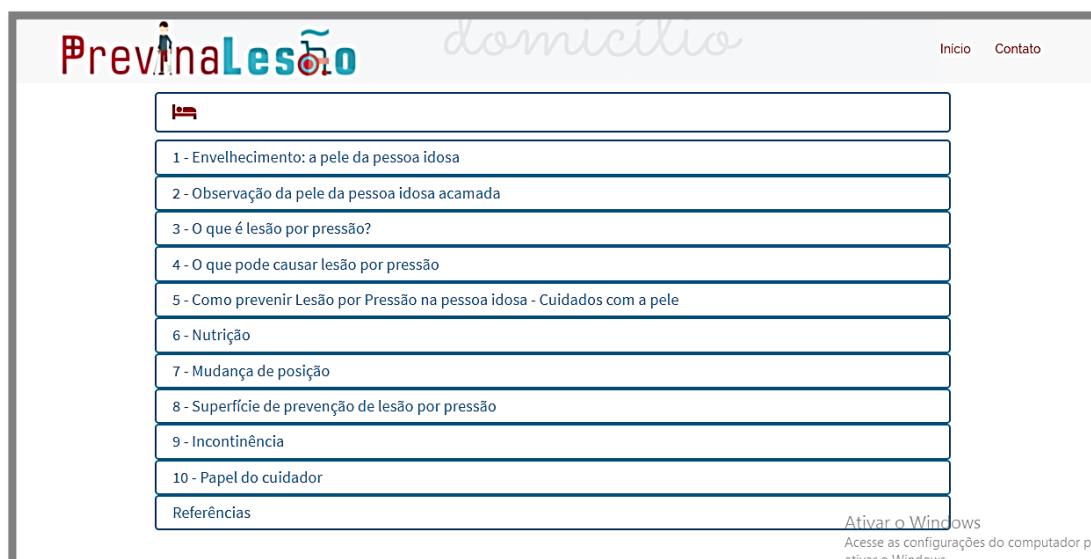 PrevinaLesão
domicílio
Início Contato
1 - Envelhecimento: a pele da pessoa idosa
2 - Observação da pele da pessoa idosa acamada
3 - O que é lesão por pressão?
4 - O que pode causar lesão por pressão
5 - Como prevenir Lesão por Pressão na pessoa idosa - Cuidados com a pele
6 - Nutrição
7 - Mudança de posição
8 - Superfície de prevenção de lesão por pressão
9 - Incontinência
10 - Papel do cuidador
Referências
Ativar o Windows
Acesse as configurações do computador p
ativar o Windows